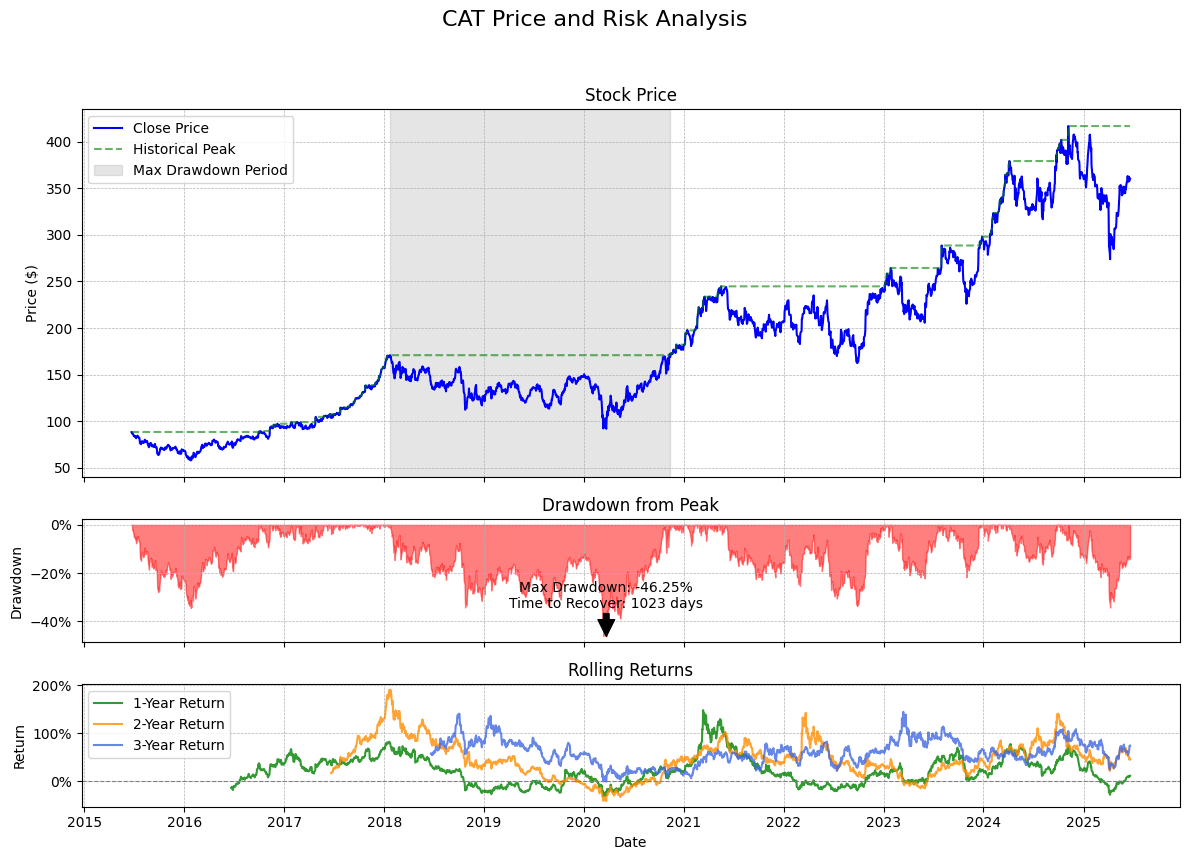 CAT Price and Risk Analysis
Stock Price
Close Price
Historical Peak
Max Drawdown Period
Price ($)
400
350
300
250
200
150
100
50
Drawdown from Peak
Drawdown
0%
−20%
−40%
Max Drawdown: -46.25%
Time to Recover: 1023 days
Rolling Returns
1-Year Return
2-Year Return
3-Year Return
Return
200%
100%
0%
2015 2016 2017 2018 2019 2020 2021 2022 2023 2024 2025
Date